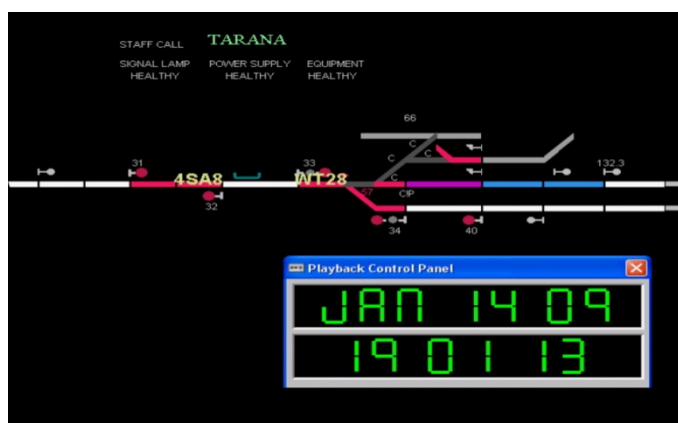 STAFF CALL TARANA
SIGNAL LAMP HEALTHY
POWER SUPPLY HEALTHY
EQUIPMENT HEALTHY
66
C
C
C
31
33
132.3
4SA8
WT28
C
57
CIP
32
34
40
Playback Control Panel
JAN 14 09
19 01 13